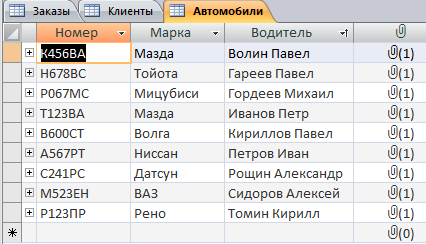 Заказы Клиенты Автомобили
Номер Марка Водитель
К456ВА Мазда Волин Павел (1)
Н678ВС Тойота Гареев Павел (1)
Р067МС Мицубиси Гордеев Михаил (1)
Т123ВА Мазда Иванов Петр (1)
В600СТ Волга Кириллов Павел (1)
А567РТ Ниссан Петров Иван (1)
С241РС Датсун Рощин Александр (1)
М523ЕН ВАЗ Сидоров Алексей (1)
Р123ПР Рено Томин Кирилл (1)
(0)